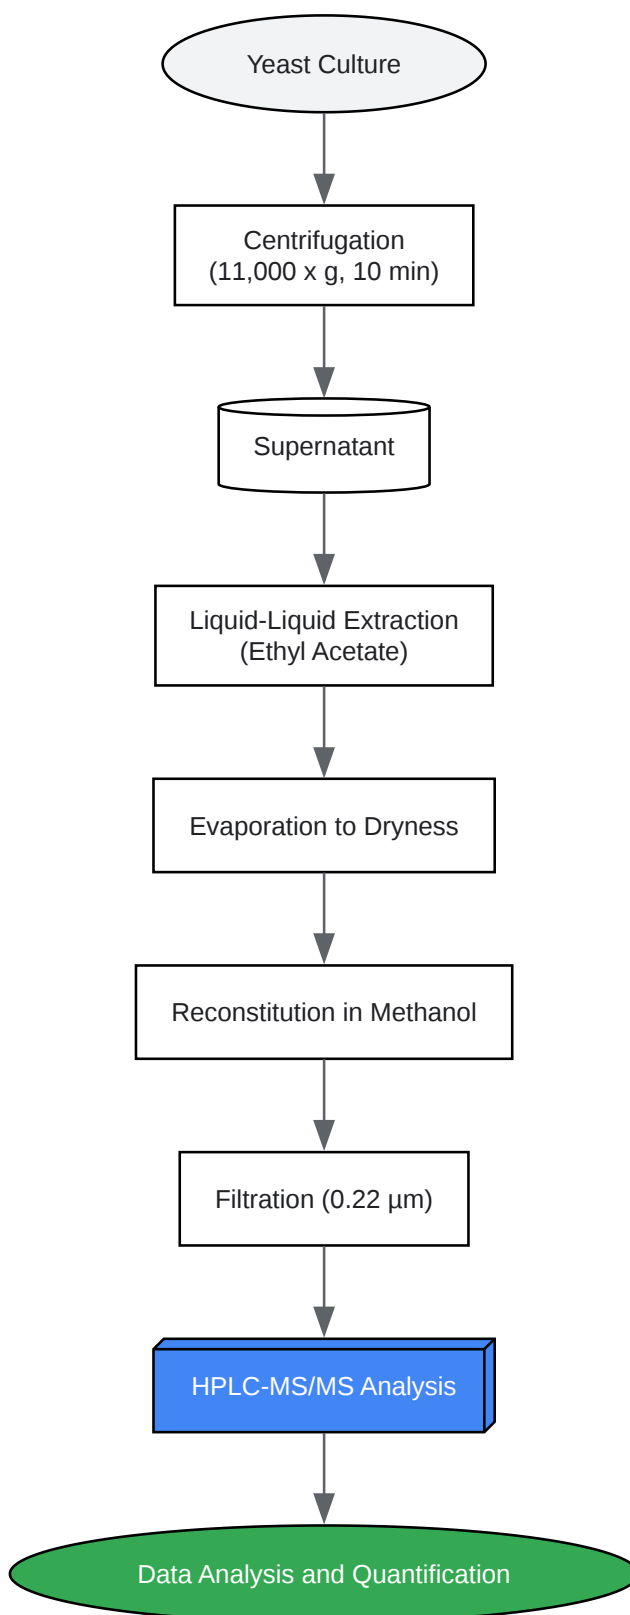 Yeast Culture
Centrifugation
(11,000 x g, 10 min)
Supernatant
Liquid-Liquid Extraction
(Ethyl Acetate)
Evaporation to Dryness
Reconstitution in Methanol
Filtration (0.22 µm)
HPLC-MS/MS Analysis
Data Analysis and Quantification